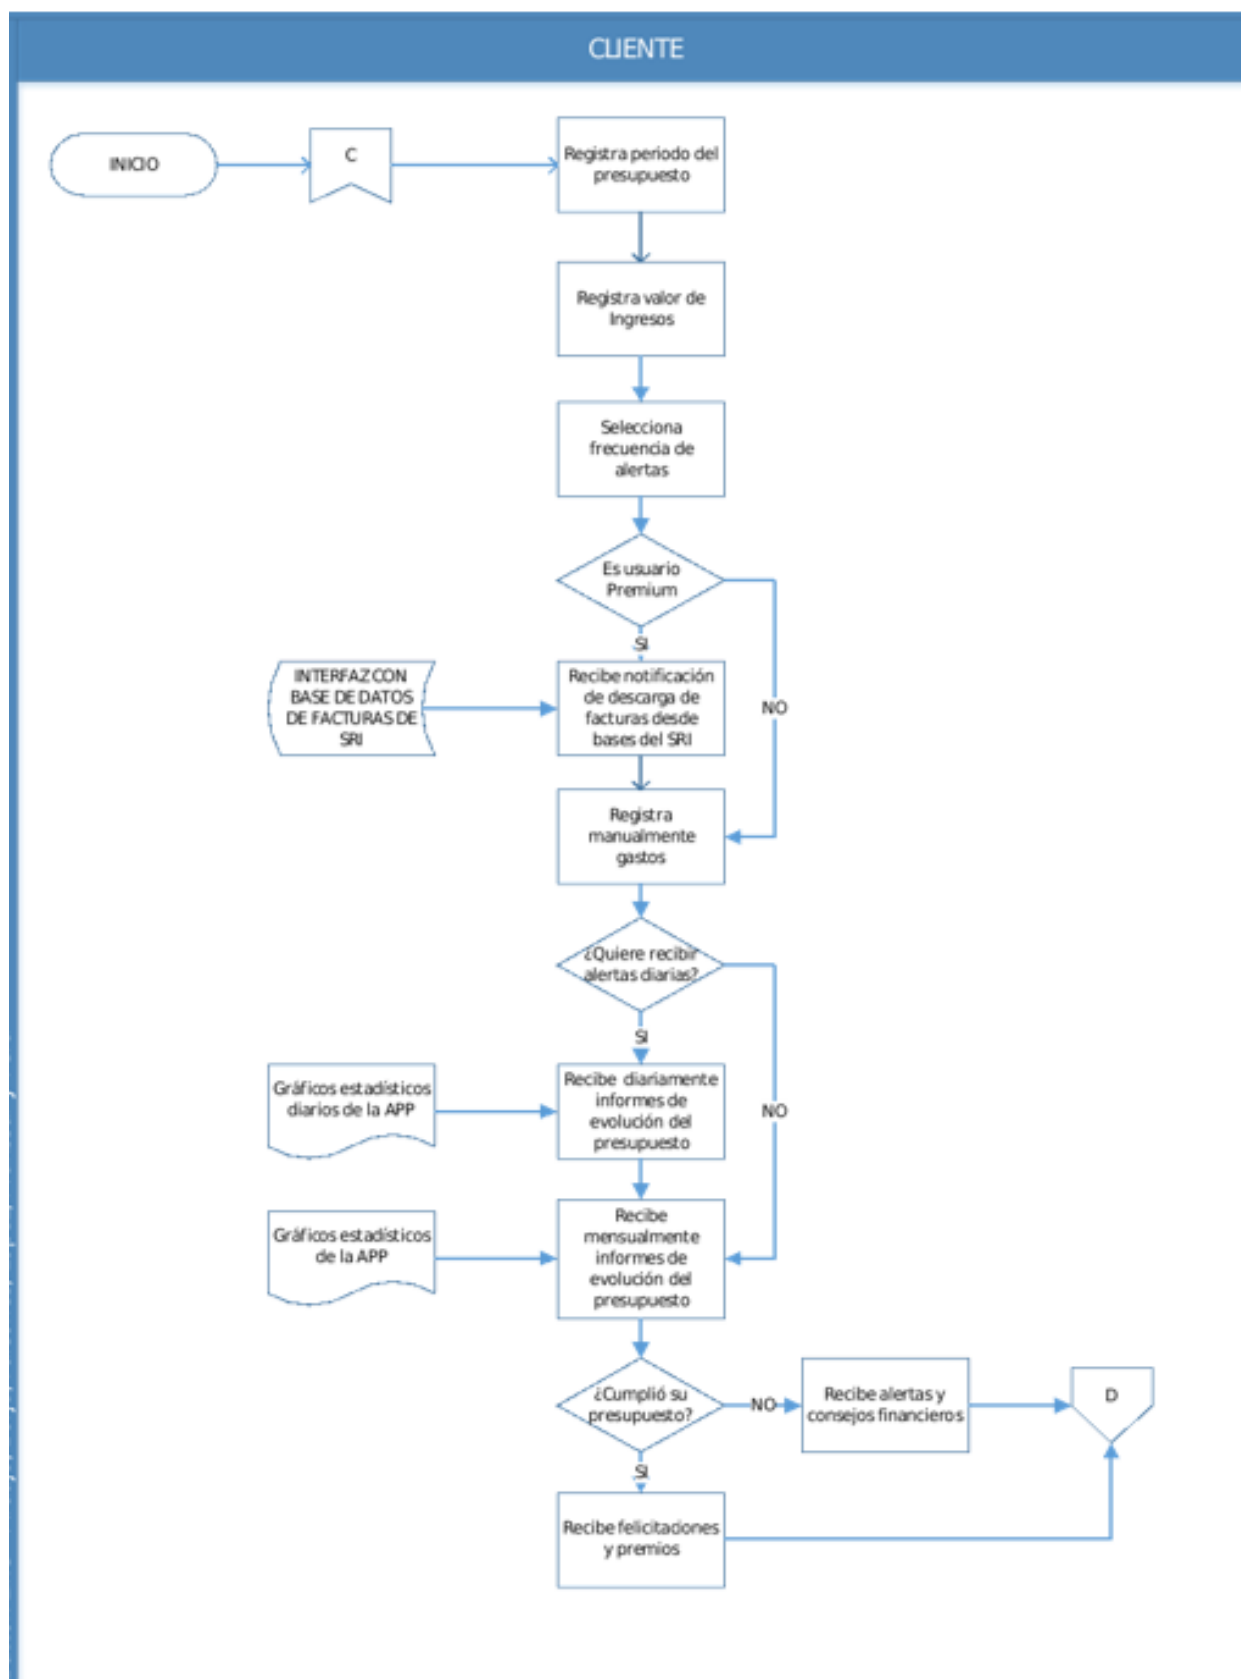 CLIENTE
INICIO
C
Registra periodo del
presupuesto
Registra valor de
Ingresos
Selecciona
frecuencia de
alertas
Es usuario
Premium
SI
NO
INTERFAZ CON
BASE DE DATOS
DE FACTURAS DE
SRI
Recibe notificación
de descarga de
facturas desde
bases del SRI
Registra
manualmente
gastos
¿Quiere recibir
alertas diarias?
SI
NO
Gráficos estadísticos
diarios de la APP
Recibe diariamente
informes de
evolución del
presupuesto
Gráficos estadísticos
de la APP
Recibe
mensualmente
informes de
evolución del
presupuesto
¿Cumplió su
presupuesto?
NO
Recibe alertas y
consejos financieros
D
SI
Recibe felicitaciones
y premios